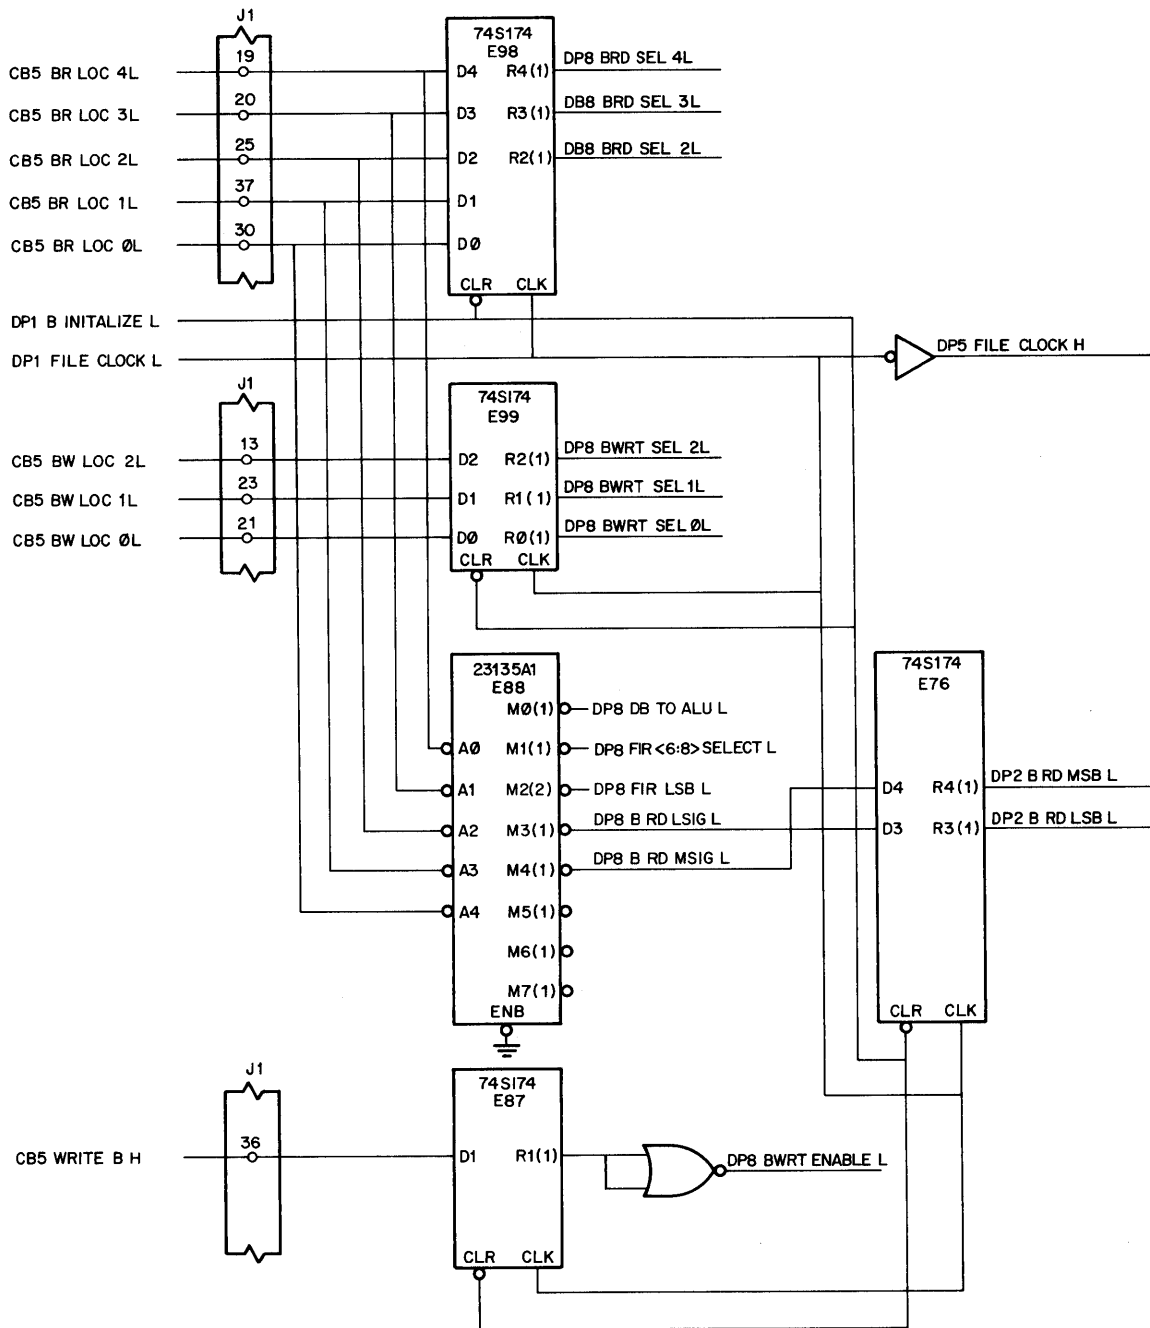 J1
CB5 BR LOC 4L
19
CB5 BR LOC 3L
20
CB5 BR LOC 2L
25
CB5 BR LOC 1L
37
CB5 BR LOC ØL
30
74S174
E98
D4 R4(1)
D3 R3(1)
D2 R2(1)
D1
DØ
CLR CLK
DP8 BRD SEL 4L
DB8 BRD SEL 3L
DB8 BRD SEL 2L
DP1 B INITALIZE L
DP1 FILE CLOCK L
DP5 FILE CLOCK H
J1
CB5 BW LOC 2L
13
CB5 BW LOC 1L
23
CB5 BW LOC ØL
21
74S174
E99
D2 R2(1)
D1 R1(1)
DØ RØ(1)
CLR CLK
DP8 BWRT SEL 2L
DP8 BWRT SEL 1L
DP8 BWRT SEL ØL
23135A1
E88
MØ(1)
AØ M1(1)
A1 M2(2)
A2 M3(1)
A3 M4(1)
A4 M5(1)
M6(1)
M7(1)
ENB
DP8 DB TO ALU L
DP8 FIR<6:8>SELECT L
DP8 FIR LSB L
DP8 B RD LSIG L
DP8 B RD MSIG L
74S174
E76
D4 R4(1)
D3 R3(1)
CLR CLK
DP2 B RD MSB L
DP2 B RD LSB L
J1
CB5 WRITE B H
36
74S174
E87
D1 R1(1)
CLR CLK
DP8 BWRT ENABLE L